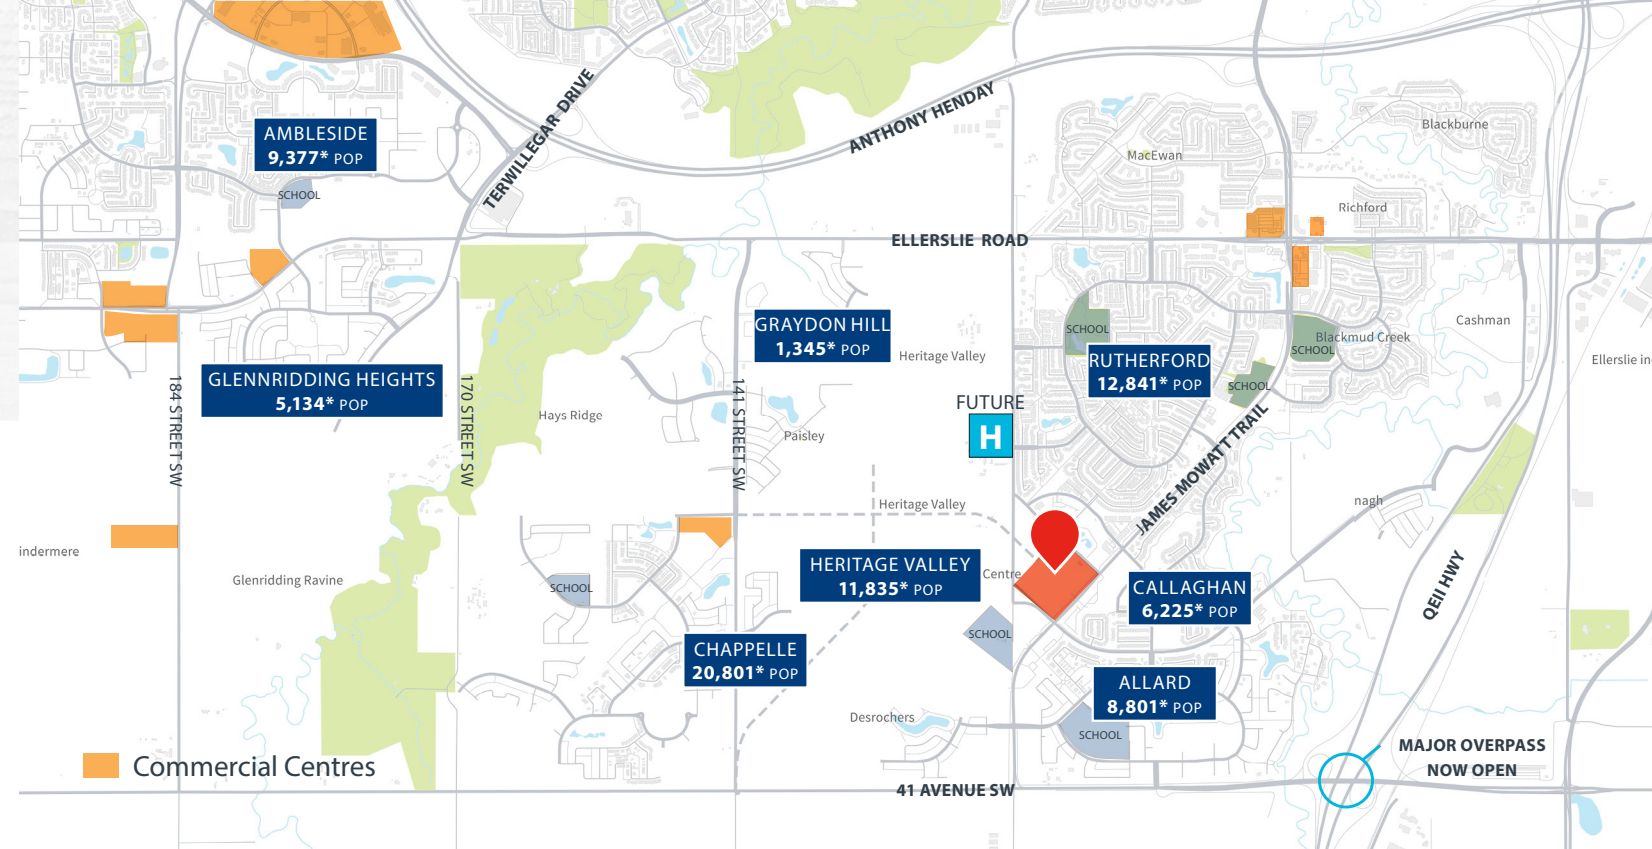 TERWILLEGAR DRIVE
ANTHONY HENDAY
Blackburne
AMBLESIDE
9,377* POP
MacEwan
SCHOOL
Richford
ELLERSLIE ROAD
GRAYDON HILL
1,345* POP
Heritage Valley
SCHOOL
Cashman
Blackmud Creek
SCHOOL
Ellerslie in
RUTHERFORD
12,841* POP
SCHOOL
GLENNRIDDING HEIGHTS
5,134* POP
184 STREET SW
170 STREET SW
141 STREET SW
Hays Ridge
Paisley
FUTURE
H
JAMES MOWATT TRAIL
nagh
Heritage Valley
indermere
Glenridding Ravine
SCHOOL
HERITAGE VALLEY
11,835* POP
Centre
CALLAGHAN
6,225* POP
QEII HWY
SCHOOL
CHAPPELLE
20,801* POP
ALLARD
8,801* POP
Desrochers
SCHOOL
MAJOR OVERPASS
NOW OPEN
Commercial Centres
41 AVENUE SW